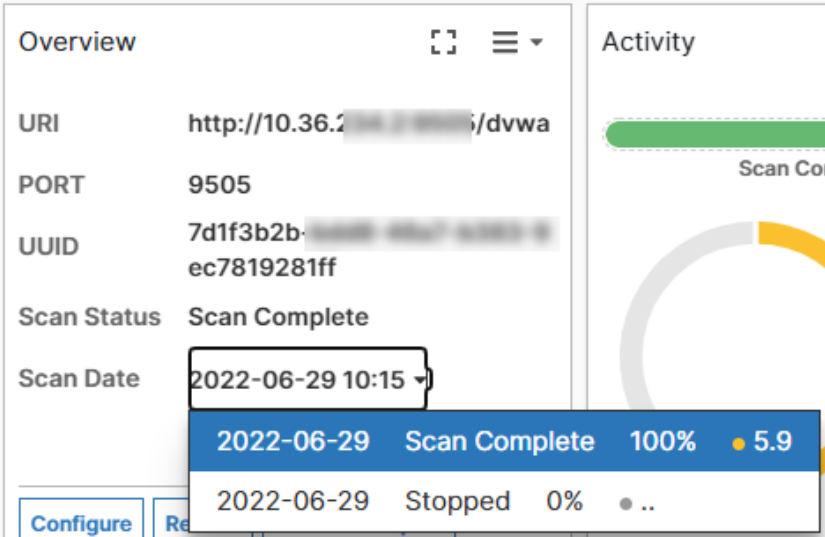 Overview
Activity
URI http://10.36.2 /dvwa
PORT 9505
UUID 7d1f3b2b-
ec7819281ff
Scan Status Scan Complete
Scan Date 2022-06-29 10:15
2022-06-29 Scan Complete 100% 5.9
2022-06-29 Stopped 0% ..
Configure
Scan